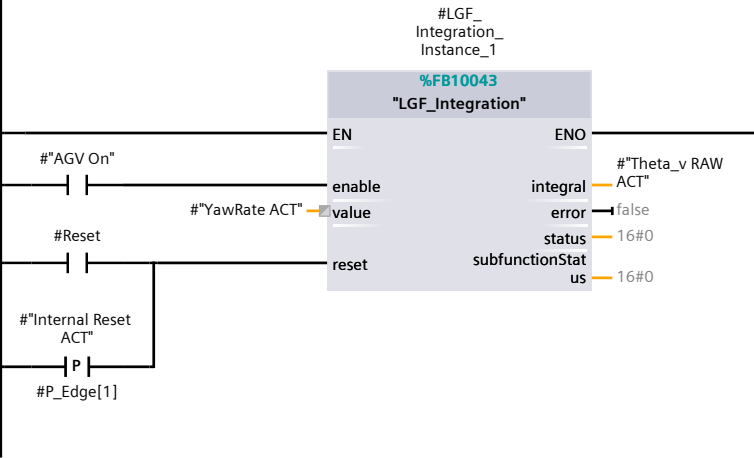 #LGF_
Integration_
Instance_1
%FB10043
"LGF_Integration"
EN
ENO
#"AGV On"
enable
integral
#"Theta_v RAW
ACT"
#"YawRate ACT"
value
error
false
status
16#0
#Reset
reset
subfunctionStat
us
16#0
#"Internal Reset
ACT"
P
#P_Edge[1]